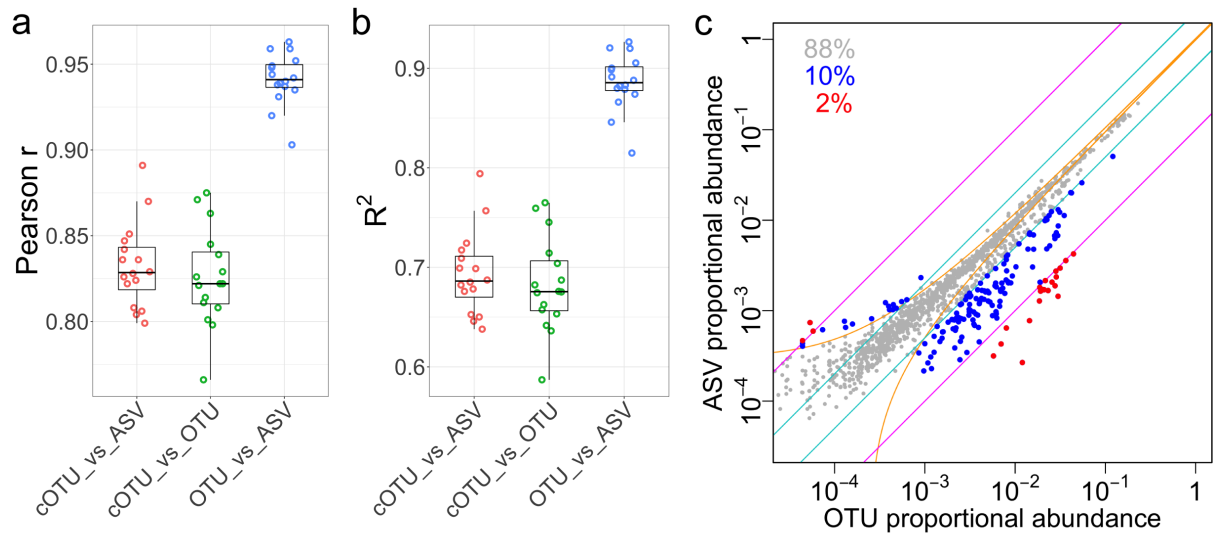 a
Pearson r
0.95
0.90
0.85
0.80
cOTU_vs_ASV
cOTU_vs_OTU
OTU_vs_ASV
b
R²
0.9
0.8
0.7
0.6
cOTU_vs_ASV
cOTU_vs_OTU
OTU_vs_ASV
c
ASV proportional abundance
1
10⁻¹
10⁻²
10⁻³
10⁻⁴
88%
10%
2%
10⁻⁴
10⁻³
10⁻²
10⁻¹
1
OTU proportional abundance